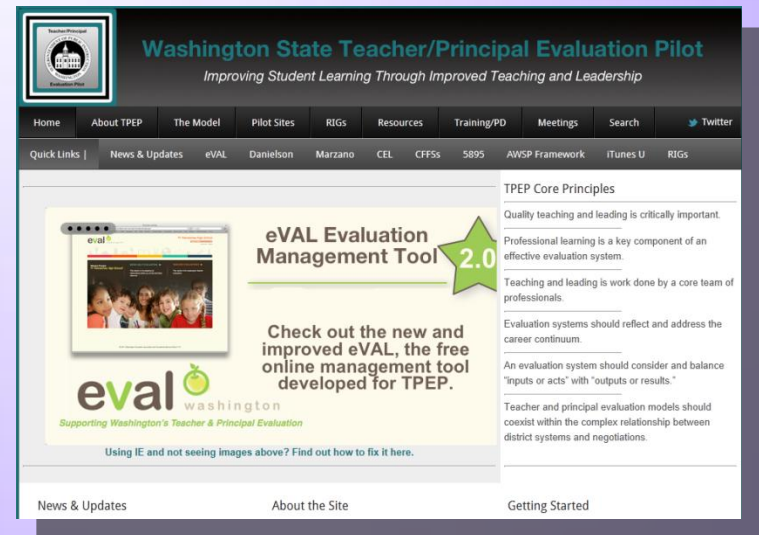 Teacher/Principal
Evaluation Pilot
Washington State Teacher/Principal Evaluation Pilot
Improving Student Learning Through Improved Teaching and Leadership
Home About TPEP The Model Pilot Sites RIGs Resources Training/PD Meetings Search Twitter
Quick Links | News & Updates eVAL Danielson Marzano CEL CFFSs 5895 AWSP Framework iTunes U RIGs
eval
eVAL Evaluation
Management Tool
2.0
Check out the new and
improved eVAL, the free
online management tool
developed for TPEP.
eval
washington
Supporting Washington's Teacher & Principal Evaluation
Using IE and not seeing images above? Find out how to fix it here.
TPEP Core Principles
Quality teaching and leading is critically important.
Professional learning is a key component of an
effective evaluation system.
Teaching and leading is work done by a core team of
professionals.
Evaluation systems should reflect and address the
career continuum.
An evaluation system should consider and balance
"inputs or acts" with "outputs or results."
Teacher and principal evaluation models should
coexist within the complex relationship between
district systems and negotiations.
News & Updates
About the Site
Getting Started